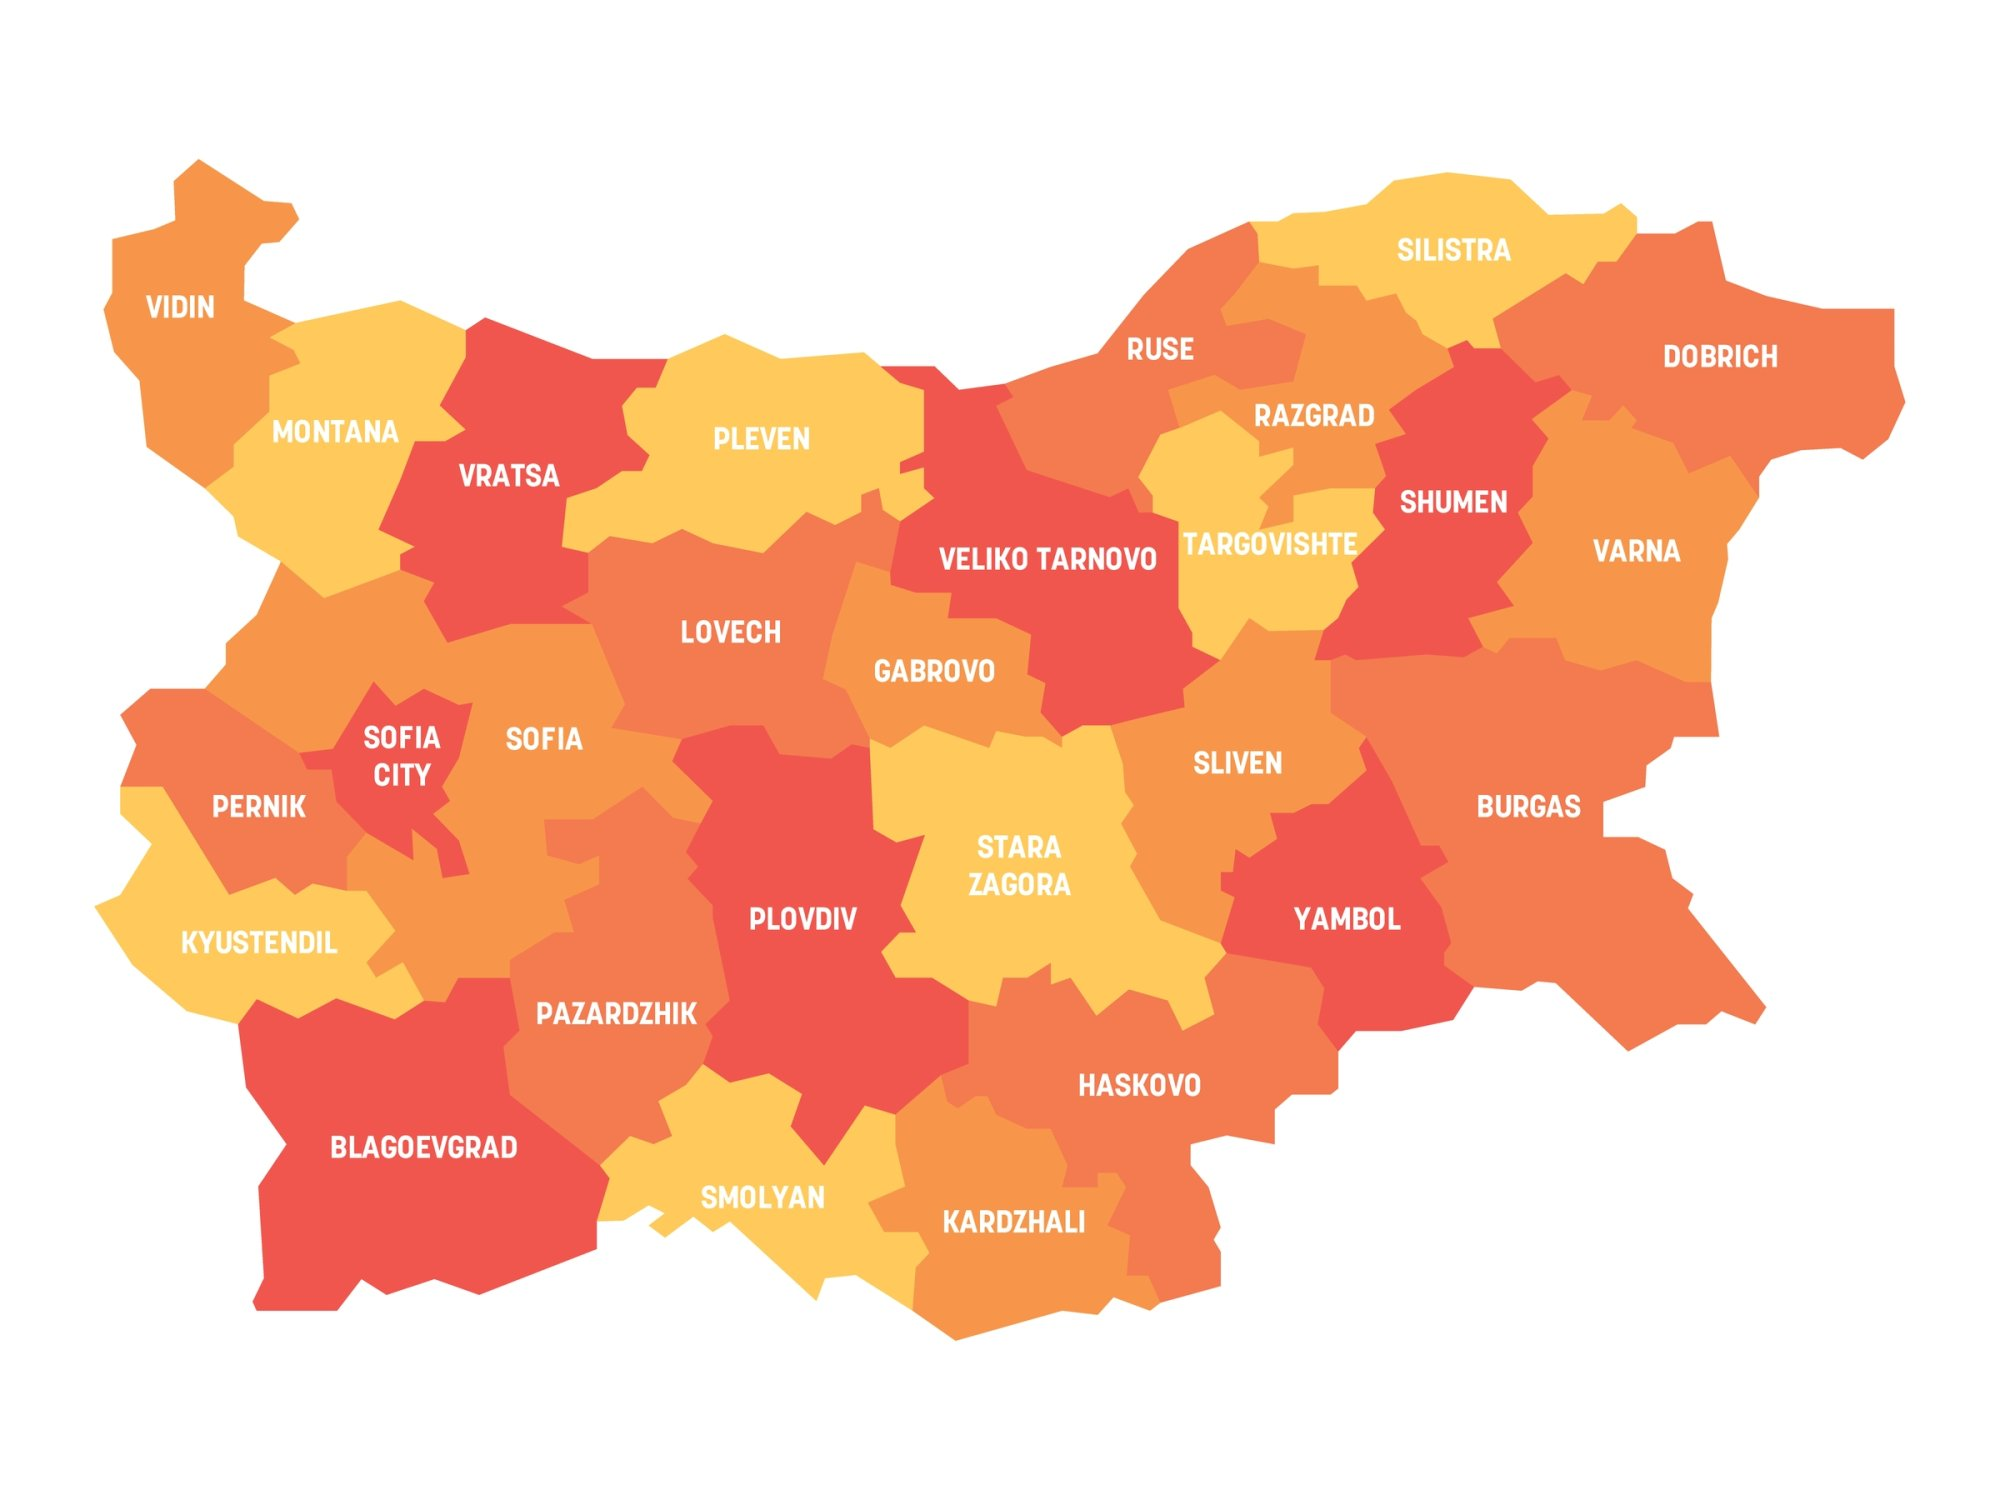 SILISTRA
VIDIN
RUSE
DOBRICH
RAZGRAD
MONTANA
PLEVEN
VRATSA
SHUMEN
TARGOVISHTE
VARNA
VELIKO TARNOVO
LOVECH
GABROVO
SOFIA
CITY
SOFIA
SLIVEN
PERNIK
BURGAS
STARA
ZAGORA
PLOVDIV
YAMBOL
KYUSTENDIL
PAZARDZHIK
HASKOVO
BLAGOEVGRAD
SMOLYAN
KARDZHALI